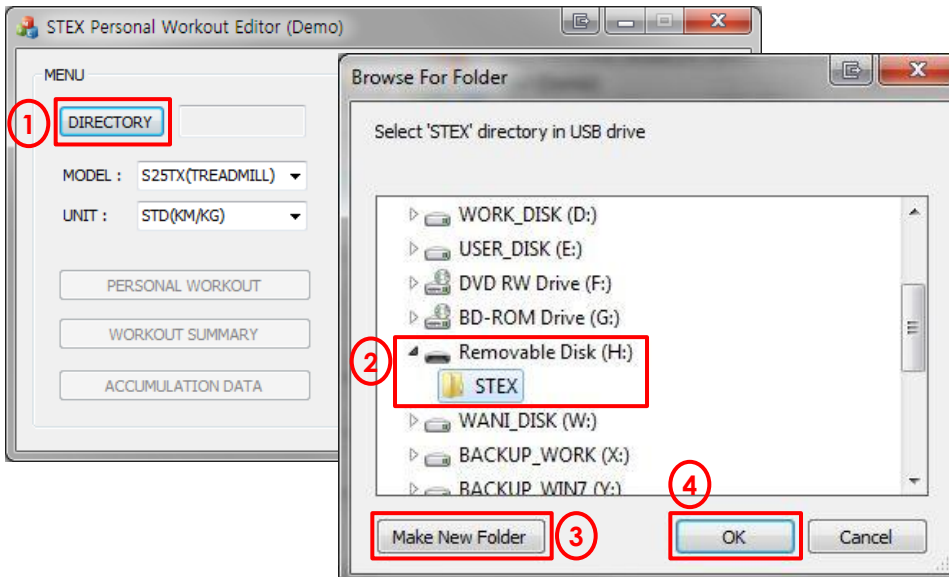 STEX Personal Workout Editor (Demo)
MENU
1
DIRECTORY
MODEL :
S25TX(TREADMILL)
UNIT :
STD(KM/KG)
PERSONAL WORKOUT
WORKOUT SUMMARY
ACCUMULATION DATA
Browse For Folder
Select 'STEX' directory in USB drive
WORK_DISK (D:)
USER_DISK (E:)
DVD RW Drive (F:)
BD-ROM Drive (G:)
2
Removable Disk (H:)
STEX
WANI_DISK (W:)
BACKUP_WORK (X:)
BACKUP_WIN7 (Y:)
Make New Folder
3
4
OK
Cancel